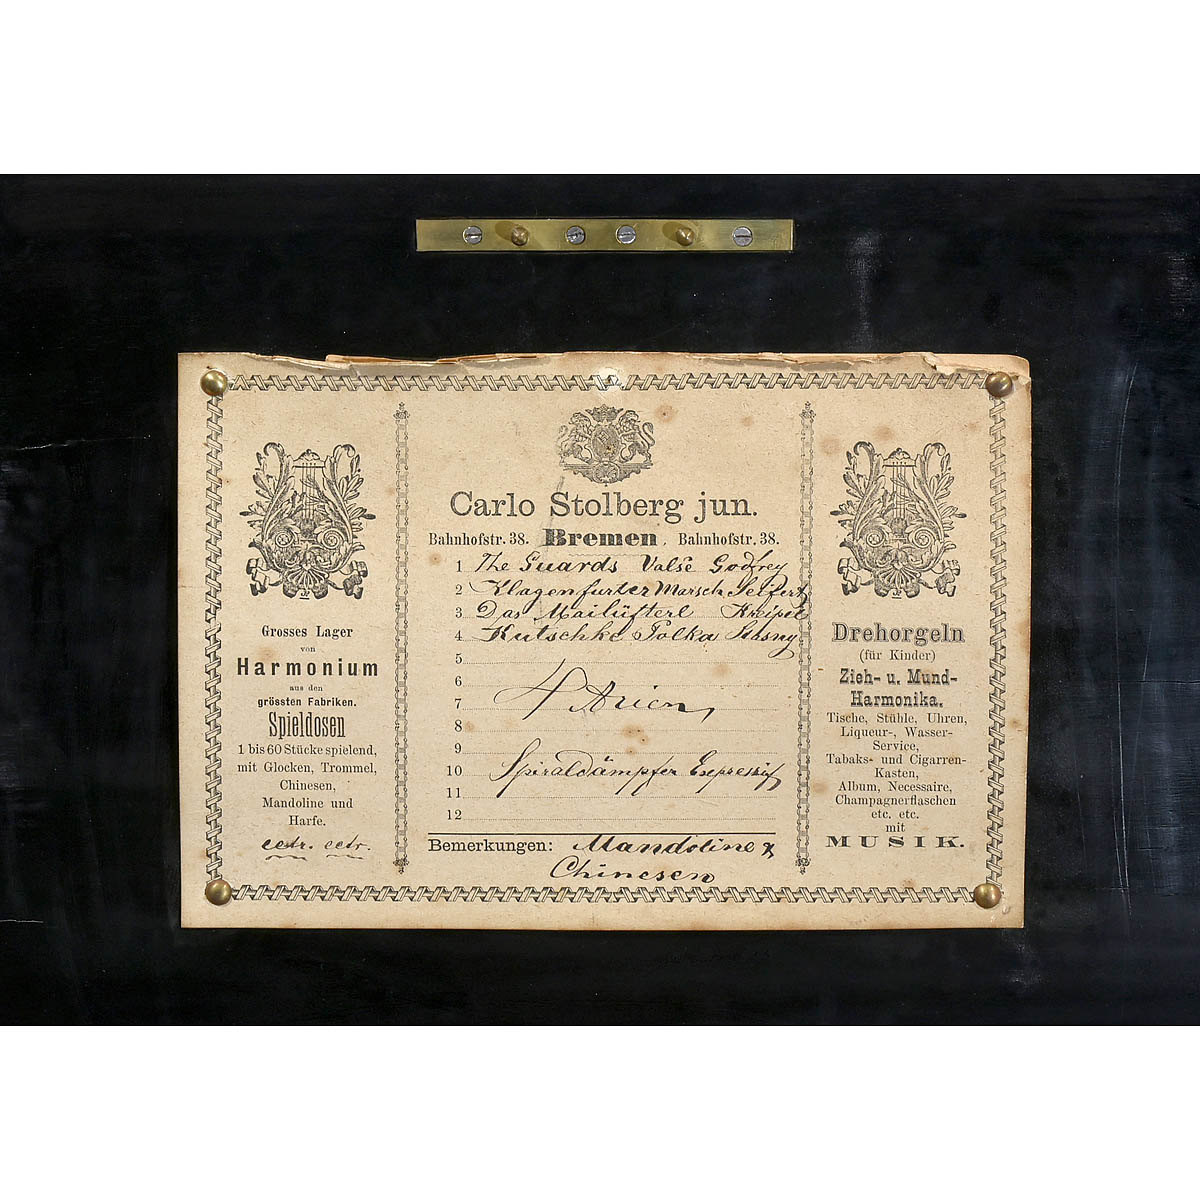 Carlo Stolberg jun.
Bahnhofstr. 38. Bremen, Bahnhofstr. 38.
1 The Guards Valse Godfrey
2 Klagenfurter Marsch Seifert
3 Das Mailüfterl Kreipl
4 Kutschke Polka
5
6
7 4 Arien,
8
9
10 Spiraldämpfer Expressif
11
12
Bemerkungen: Mandoline &
Chinesen
Grosses Lager
von
Harmonium
aus den
grössten Fabriken.
Spieldosen
1 bis 60 Stücke spielend,
mit Glocken, Trommel,
Chinesen,
Mandoline und
Harfe.
cctr. cctr.
Drehorgeln
(für Kinder)
Zieh- u. Mund-
Harmonika.
Tische, Stühle, Uhren,
Liqueur-, Wasser-
Service,
Tabaks- und Cigarren-
Kasten,
Album, Necessaire,
Champagnerflaschen
etc. etc.
mit
MUSIK.